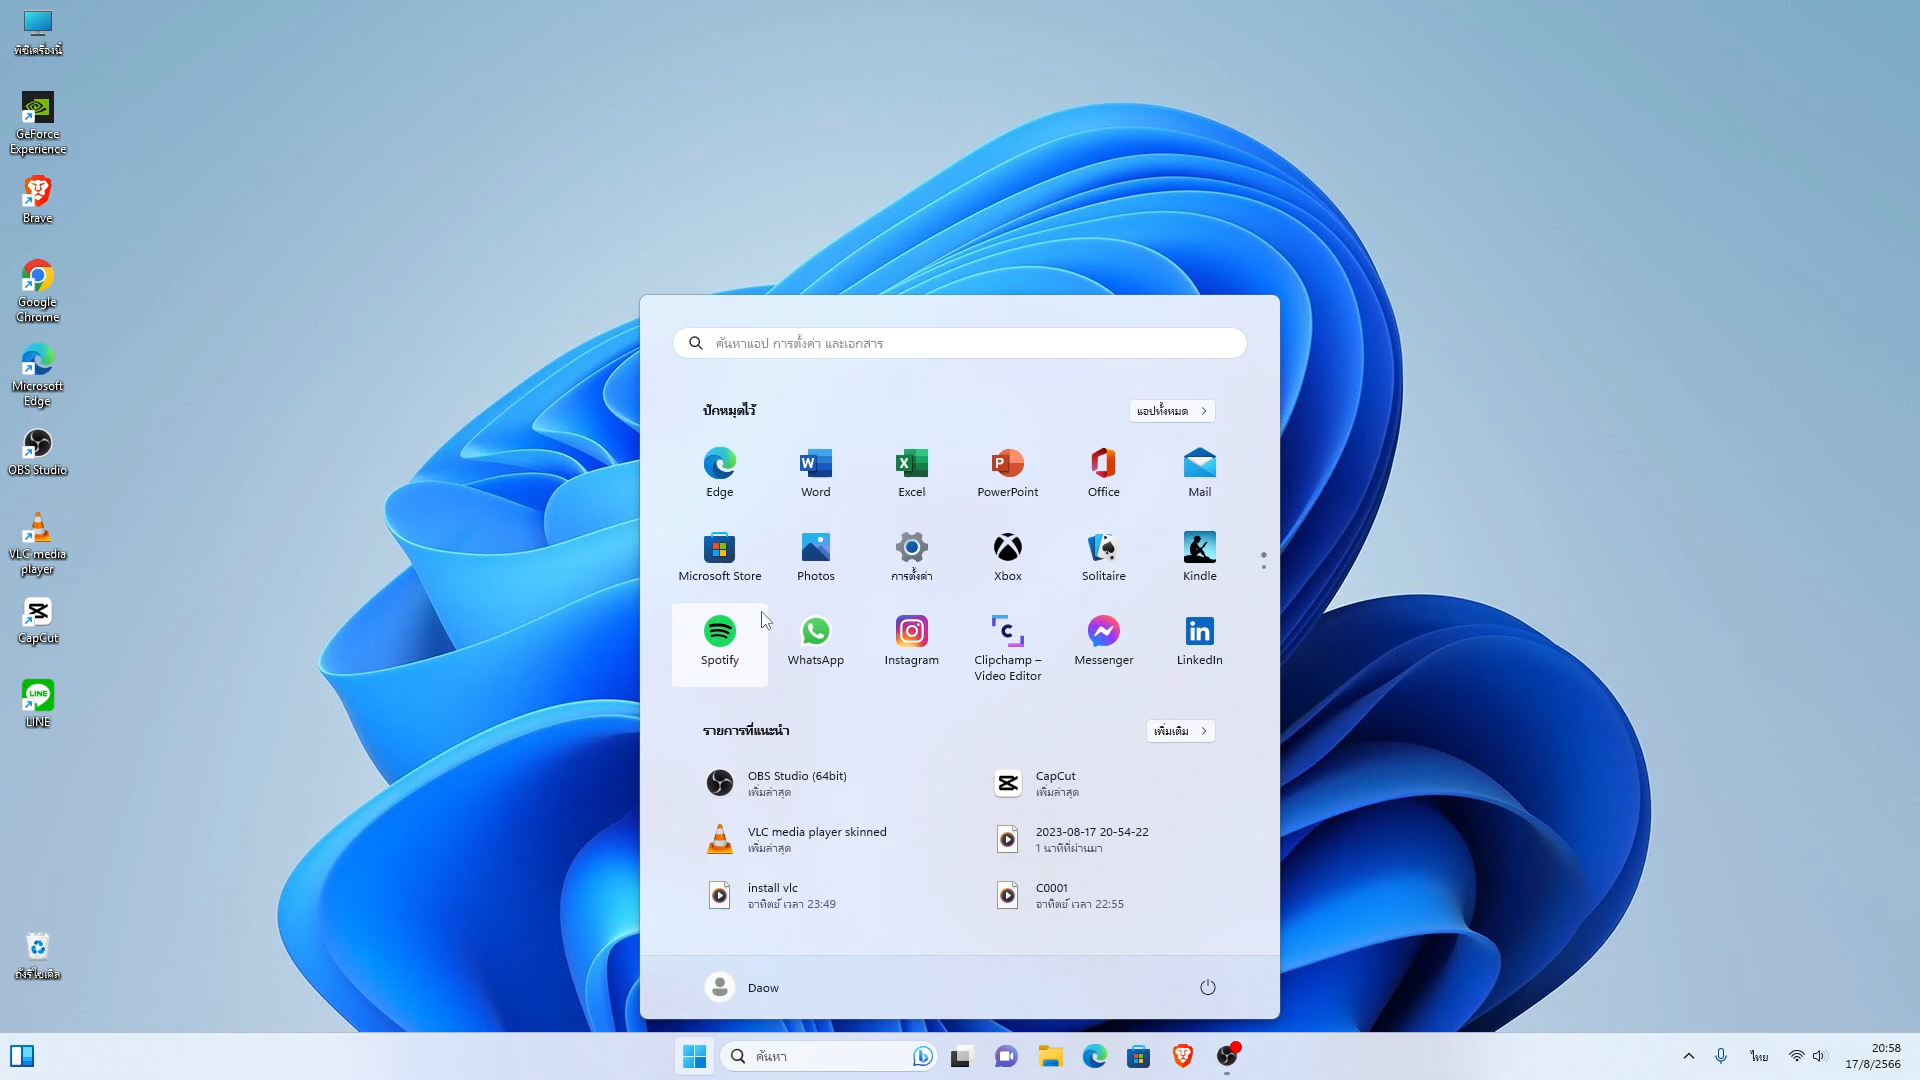 พีซีเครื่องนี้
GeForce
Experience
Brave
Google
Chrome
Microsoft
Edge
OBS Studio
VLC media
player
CapCut
LINE
ถังรีไซเคิล
ค้นหาแอป การตั้งค่า และเอกสาร
ปักหมุดไว้
แอปทั้งหมด
Edge
Word
Excel
PowerPoint
Office
Mail
Microsoft Store
Photos
การตั้งค่า
Xbox
Solitaire
Kindle
Spotify
WhatsApp
Instagram
Clipchamp –
Video Editor
Messenger
LinkedIn
รายการที่แนะนำ
เพิ่มเติม
OBS Studio (64bit)
เพิ่มล่าสุด
CapCut
เพิ่มล่าสุด
VLC media player skinned
เพิ่มล่าสุด
2023-08-17 20-54-22
1 นาทีที่ผ่านมา
install vlc
อาทิตย์ เวลา 23:49
C0001
อาทิตย์ เวลา 22:55
Daow
ค้นหา
ไทย
20:58
17/8/2566